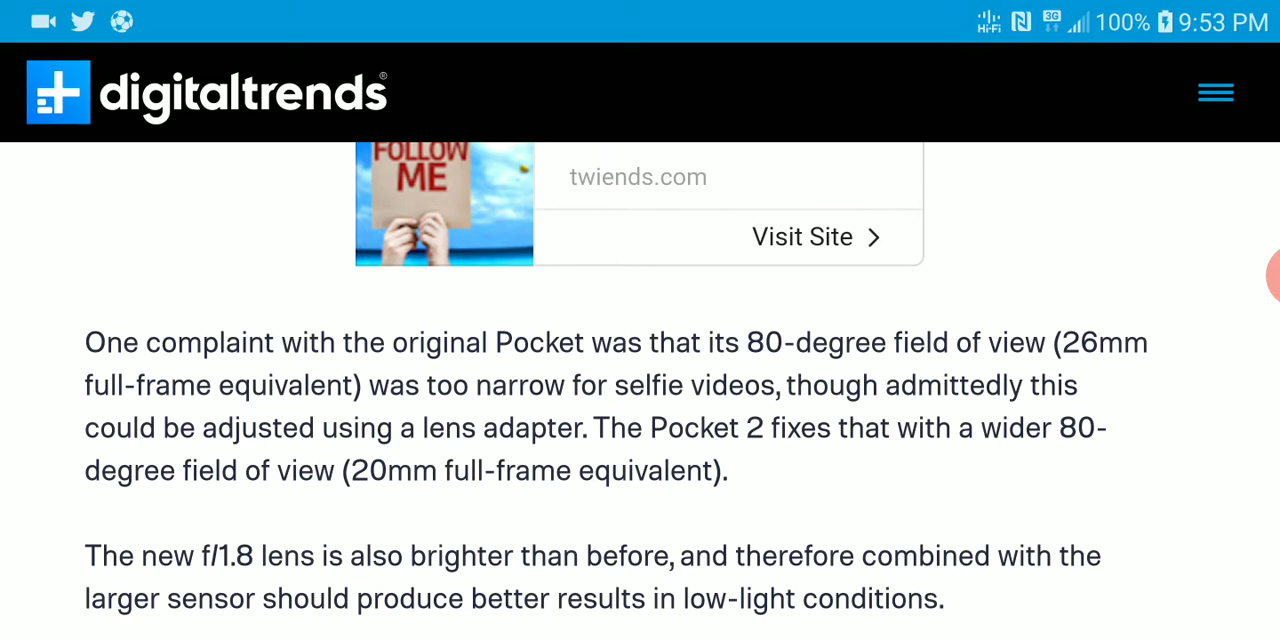 Hi-Fi 3G 100% 9:53 PM
digitaltrends®
FOLLOW
ME
twiends.com
Visit Site
One complaint with the original Pocket was that its 80-degree field of view (26mm
full-frame equivalent) was too narrow for selfie videos, though admittedly this
could be adjusted using a lens adapter. The Pocket 2 fixes that with a wider 80-
degree field of view (20mm full-frame equivalent).
The new f/1.8 lens is also brighter than before, and therefore combined with the
larger sensor should produce better results in low-light conditions.